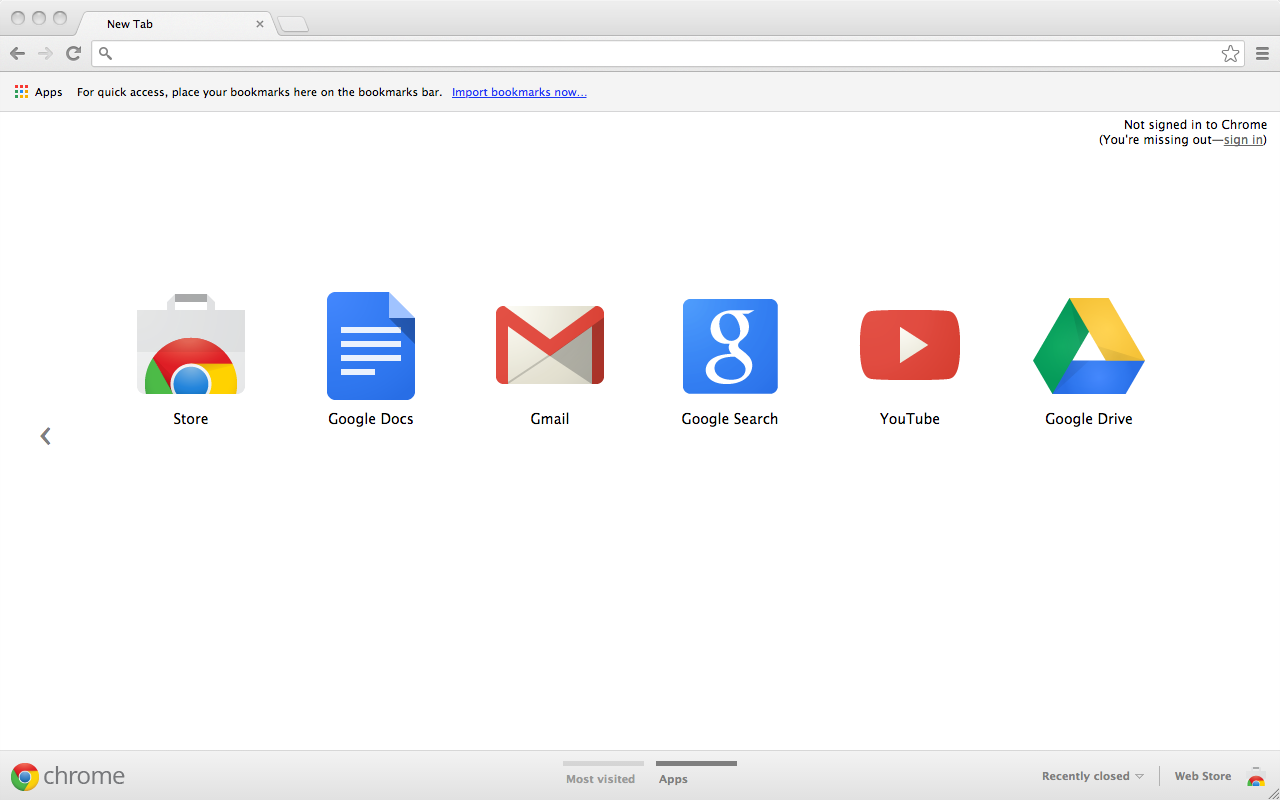 New Tab
Apps For quick access, place your bookmarks here on the bookmarks bar. Import bookmarks now...
Not signed in to Chrome
(You're missing out—sign in)
Store Google Docs Gmail Google Search YouTube Google Drive
chrome Most visited Apps Recently closed Web Store